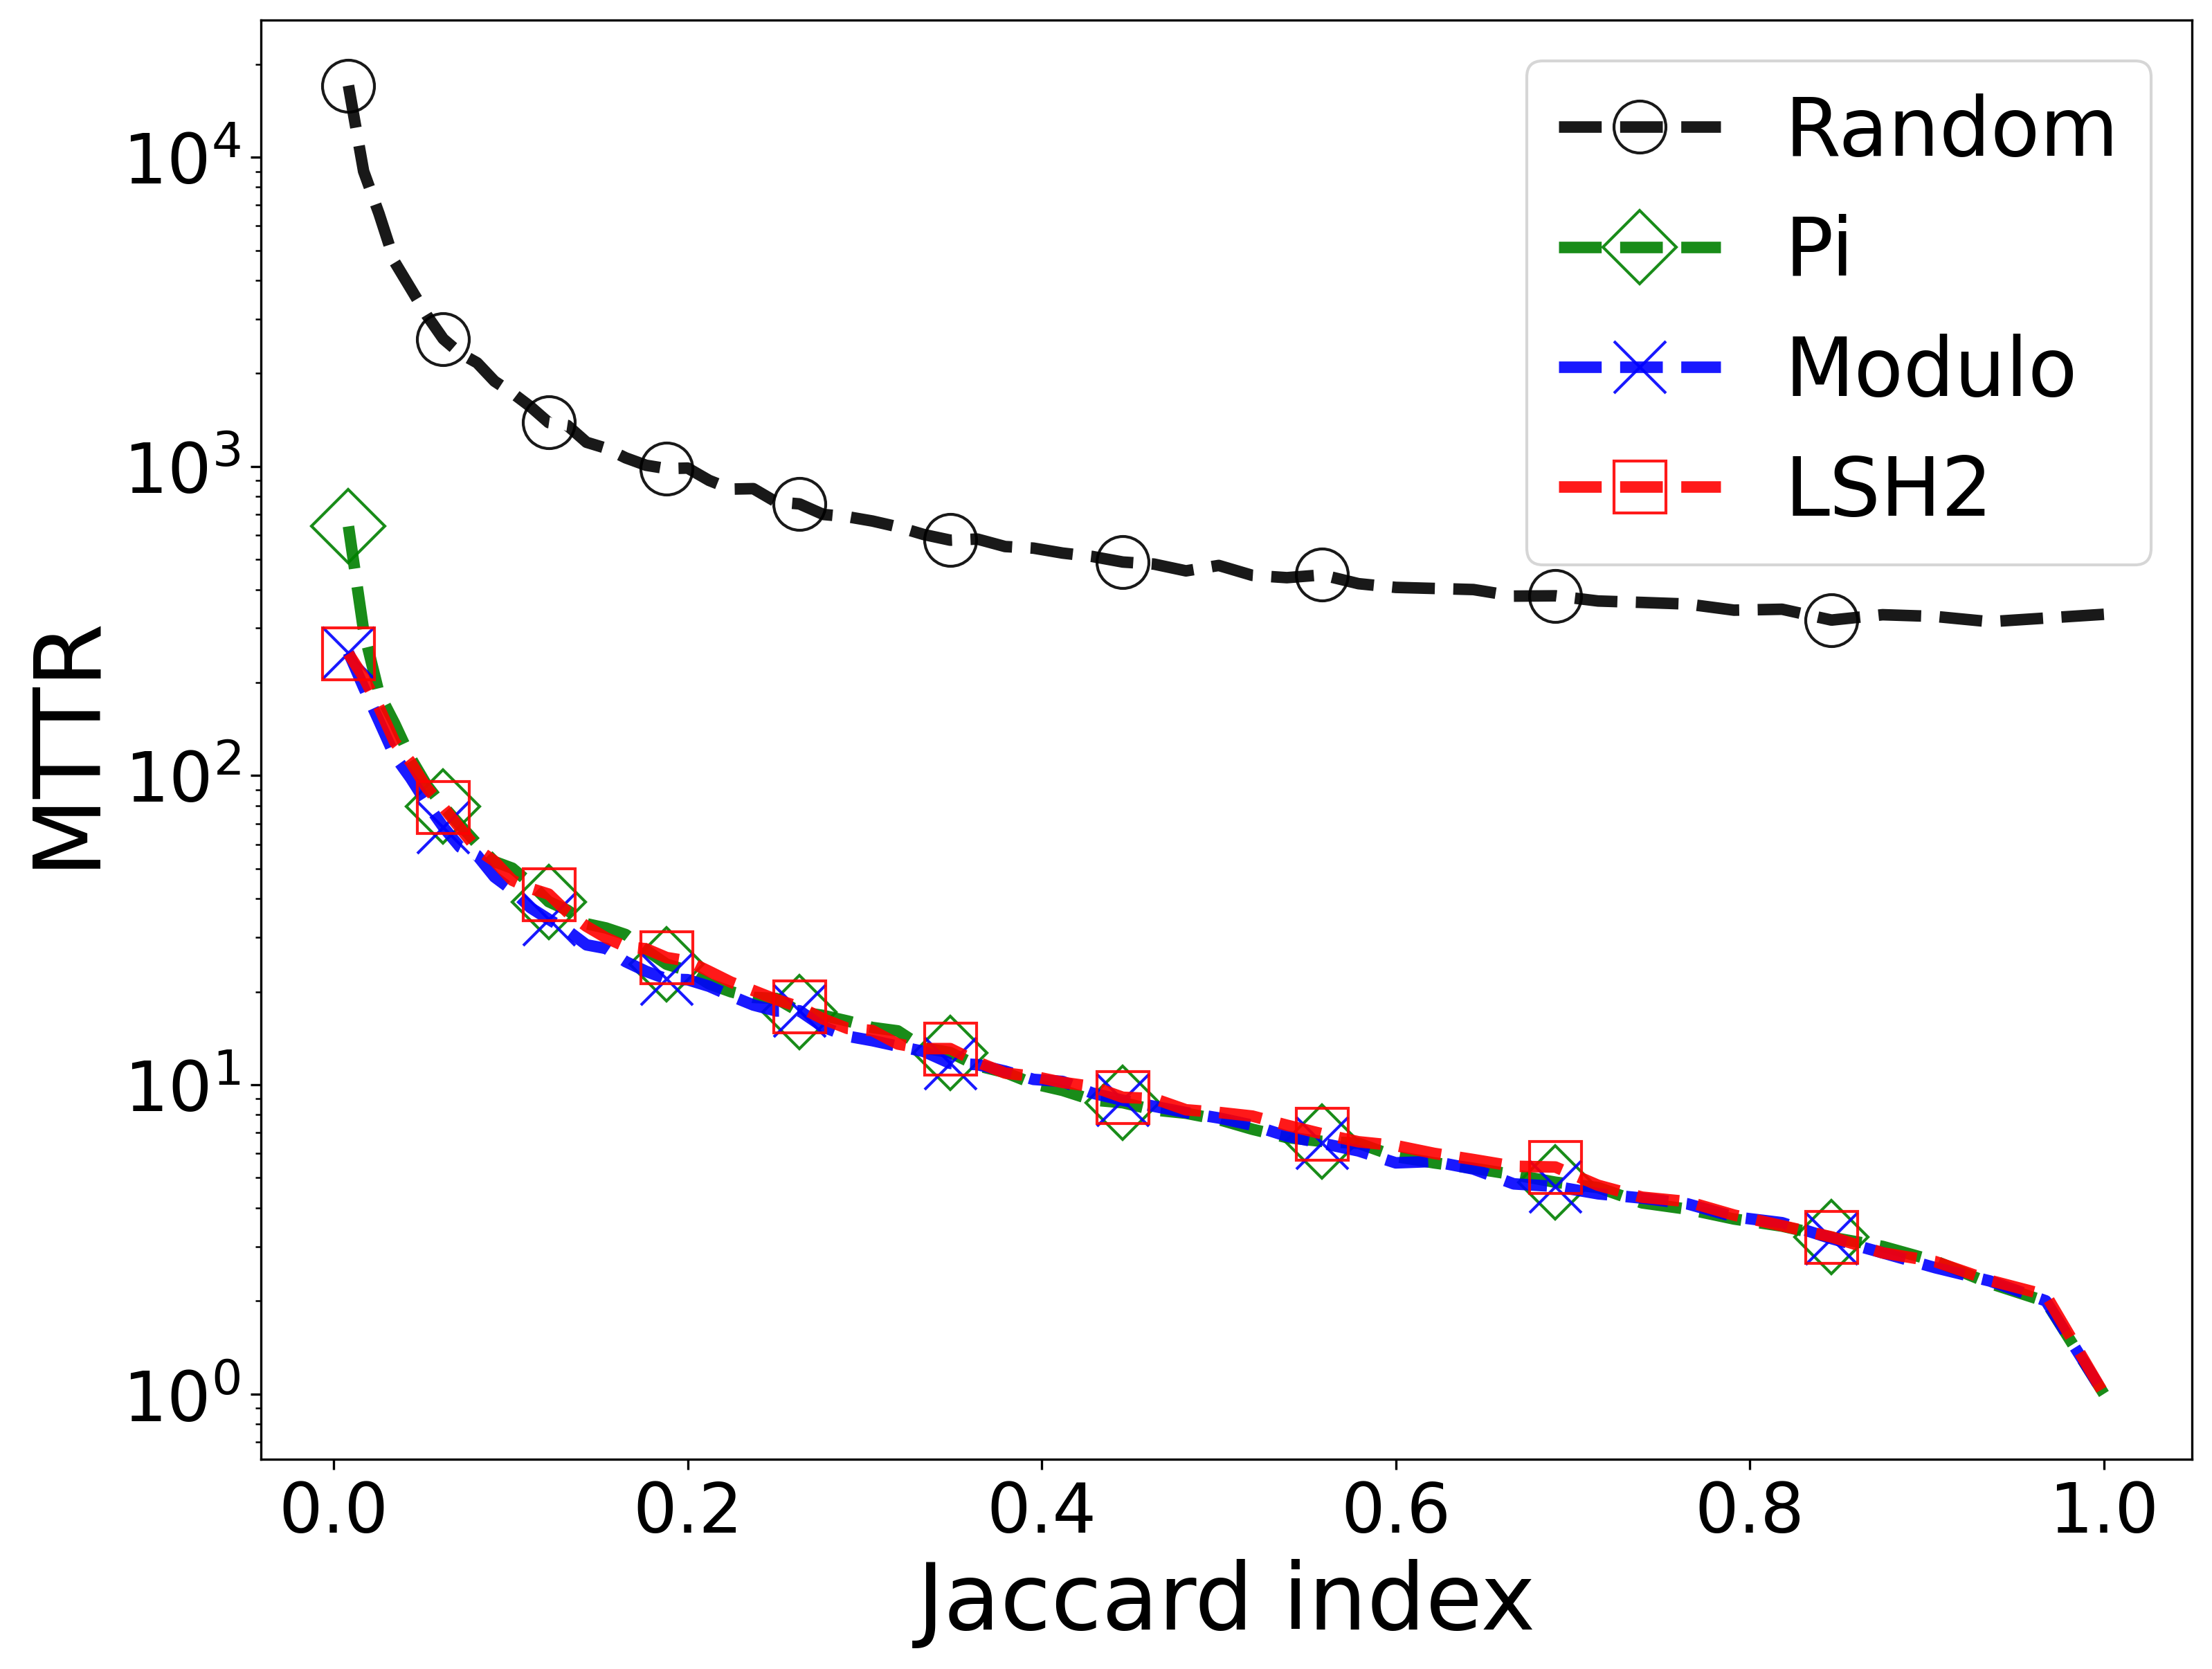 MTTR
10⁴
10³
10²
10¹
10⁰
0.0 0.2 0.4 0.6 0.8 1.0
Jaccard index
Random
Pi
Modulo
LSH2